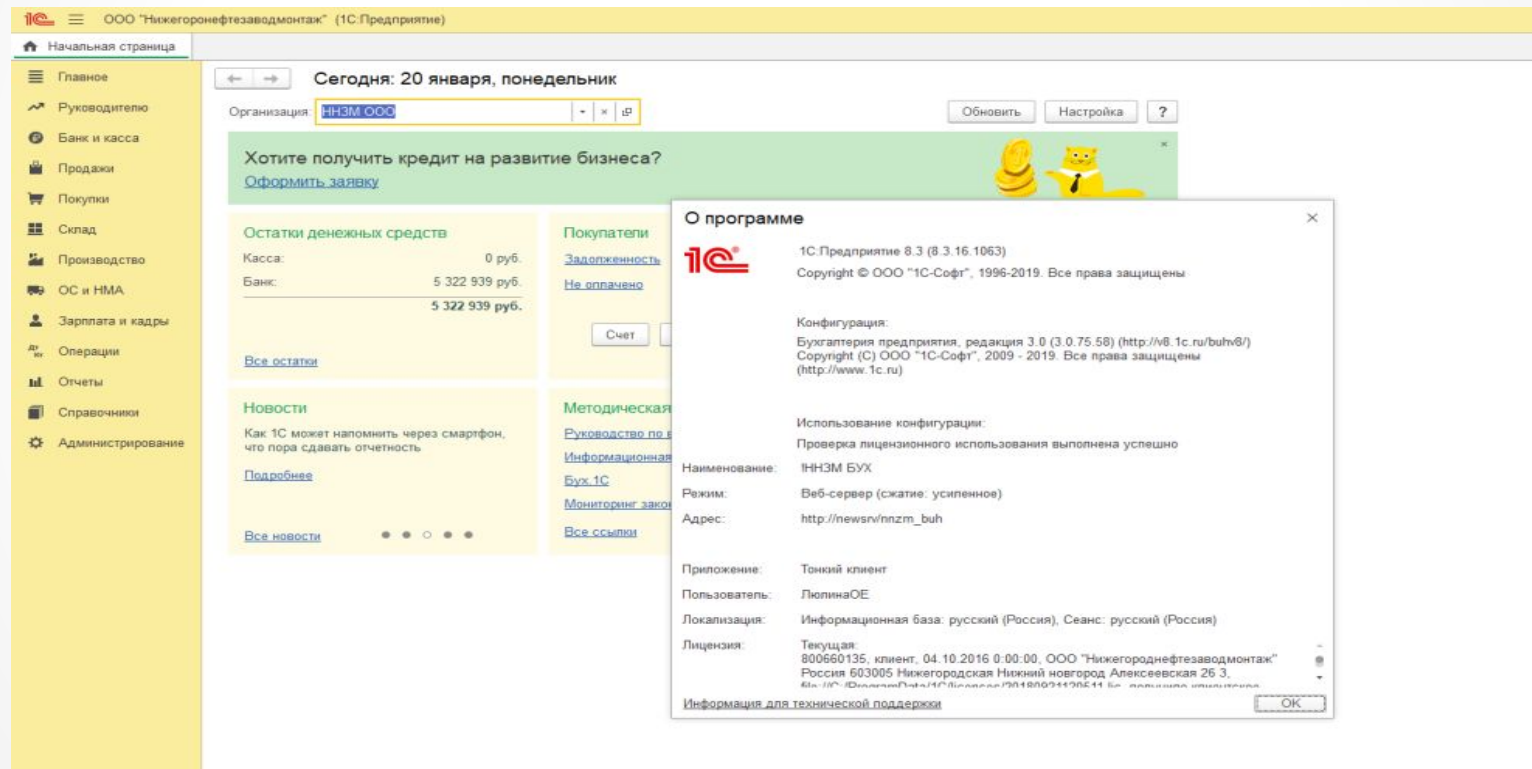 1С ООО "Нижегоронефтезаводмонтаж" (1С:Предприятие)
Начальная страница
Главное
Руководителю
Банк и касса
Продажи
Покупки
Склад
Производство
ОС и НМА
Зарплата и кадры
Операции
Отчеты
Справочники
Администрирование
Сегодня: 20 января, понедельник
Организация: ННЗМ ООО
Обновить Настройка ?
Хотите получить кредит на развитие бизнеса?
Оформить заявку
Остатки денежных средств
Касса: 0 руб.
Банк: 5 322 939 руб.
5 322 939 руб.
Все остатки
Покупатели
Задолженность
Не оплачено
Счет
Новости
Как 1С может напомнить через смартфон,
что пора сдавать отчетность
Подробнее
Все новости
Методическая
Руководство по
Информационная
Бух.1С
Мониторинг
Все ссылки
О программе
1С
1С:Предприятие 8.3 (8.3.16.1063)
Copyright © ООО "1С-Софт", 1996-2019. Все права защищены
Конфигурация:
Бухгалтерия предприятия, редакция 3.0 (3.0.75.58) (http://v8.1c.ru/buhv8/)
Copyright (С) ООО "1С-Софт", 2009 - 2019. Все права защищены
(http://www.1c.ru)
Использование конфигурации:
Проверка лицензионного использования выполнена успешно
Наименование: !ННЗМ БУХ
Режим: Веб-сервер (сжатие: усиленное)
Адрес: http://newsrv/nnzm_buh
Приложение: Тонкий клиент
Пользователь: ЛюпинаОЕ
Локализация: Информационная база: русский (Россия), Сеанс: русский (Россия)
Лицензия: Текущая:
800660135, клиент, 04.10.2016 0:00:00, ООО "Нижегороднефтезаводмонтаж"
Россия 603005 Нижегородская Нижний новгород Алексеевская 26 3,
Информация для технической поддержки
OK